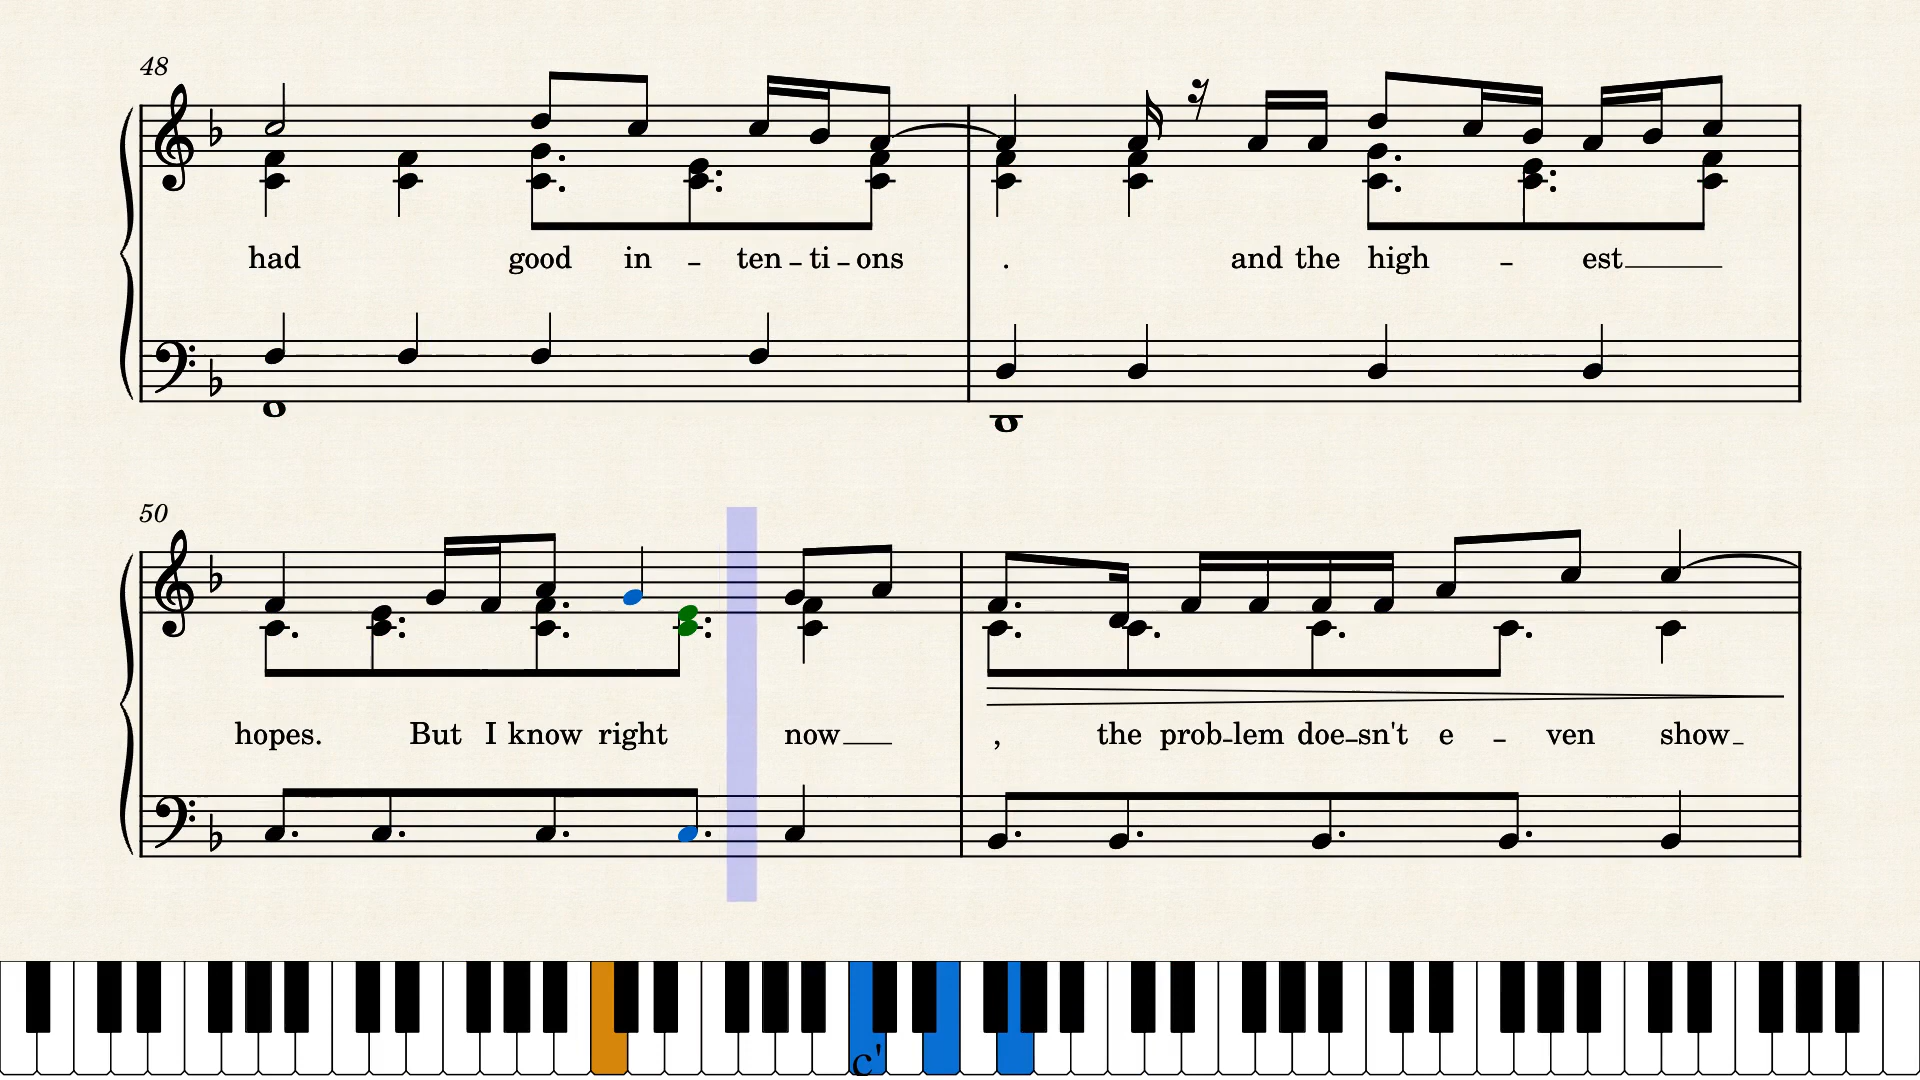 48
had good in - ten - ti - ons . and the high - est
50
hopes. But I know right now , the prob-lem doe-sn't e - ven show
c'